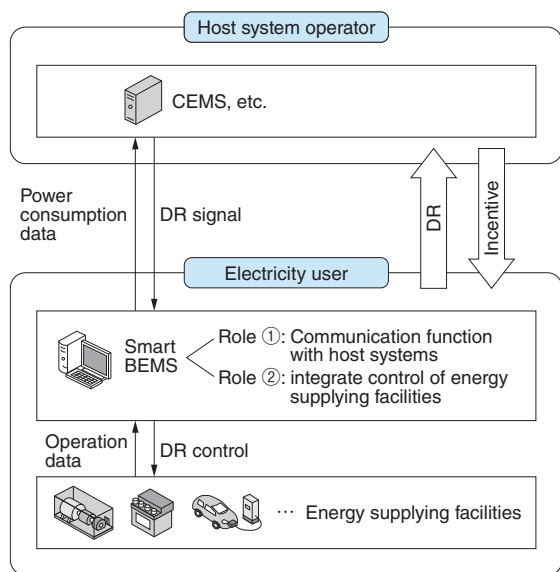 Host system operator
CEMS, etc.
Power
consumption
data
DR signal
DR
Incentive
Electricity user
Smart
BEMS
Role ①: Communication function
with host systems
Role ②: integrate control of energy
supplying facilities
Operation
data
DR control
··· Energy supplying facilities